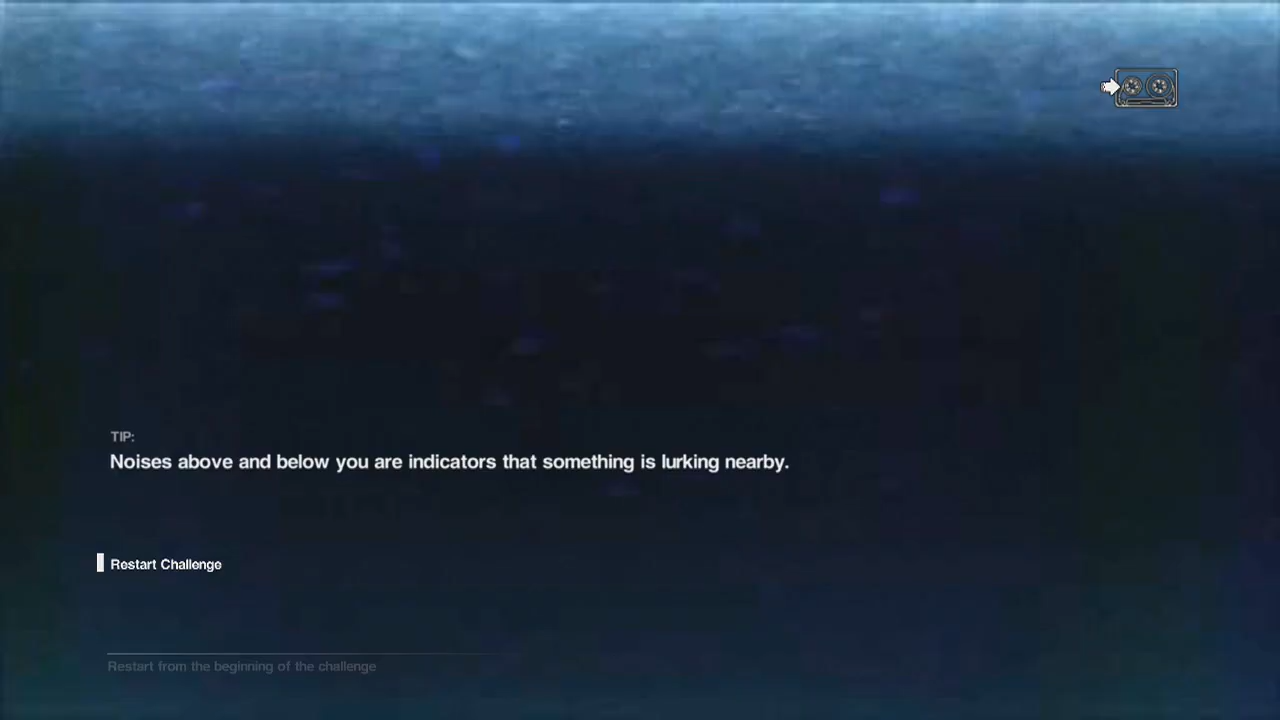 TIP:
Noises above and below you are indicators that something is lurking nearby.
Restart Challenge
Restart from the beginning of the challenge